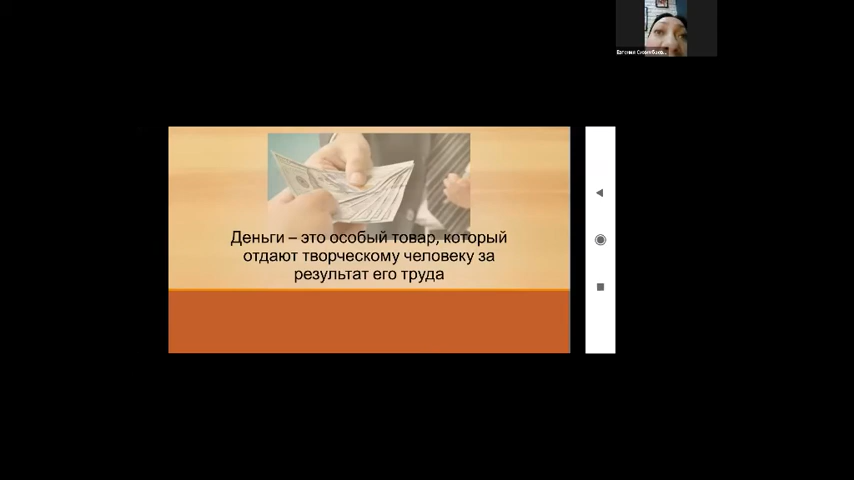 Деньги – это особый товар, который
отдают творческому человеку за
результат его труда